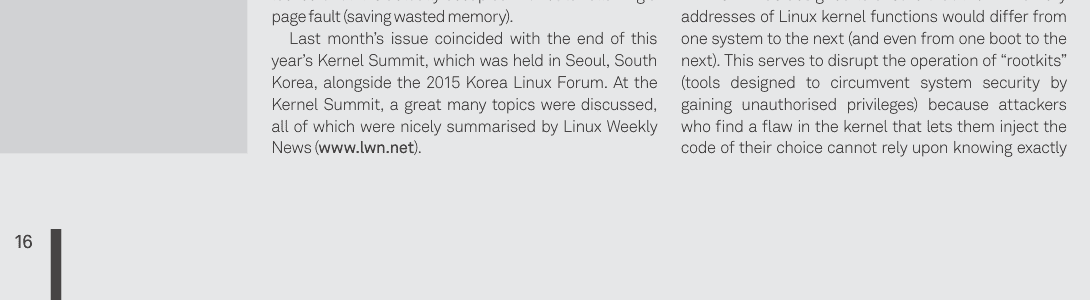 page fault (saving wasted memory).
Last month’s issue coincided with the end of this
year’s Kernel Summit, which was held in Seoul, South
Korea, alongside the 2015 Korea Linux Forum. At the
Kernel Summit, a great many topics were discussed,
all of which were nicely summarised by Linux Weekly
News (www.lwn.net).
addresses of Linux kernel functions would differ from
one system to the next (and even from one boot to the
next). This serves to disrupt the operation of “rootkits”
(tools designed to circumvent system security by
gaining unauthorised privileges) because attackers
who find a flaw in the kernel that lets them inject the
code of their choice cannot rely upon knowing exactly
16